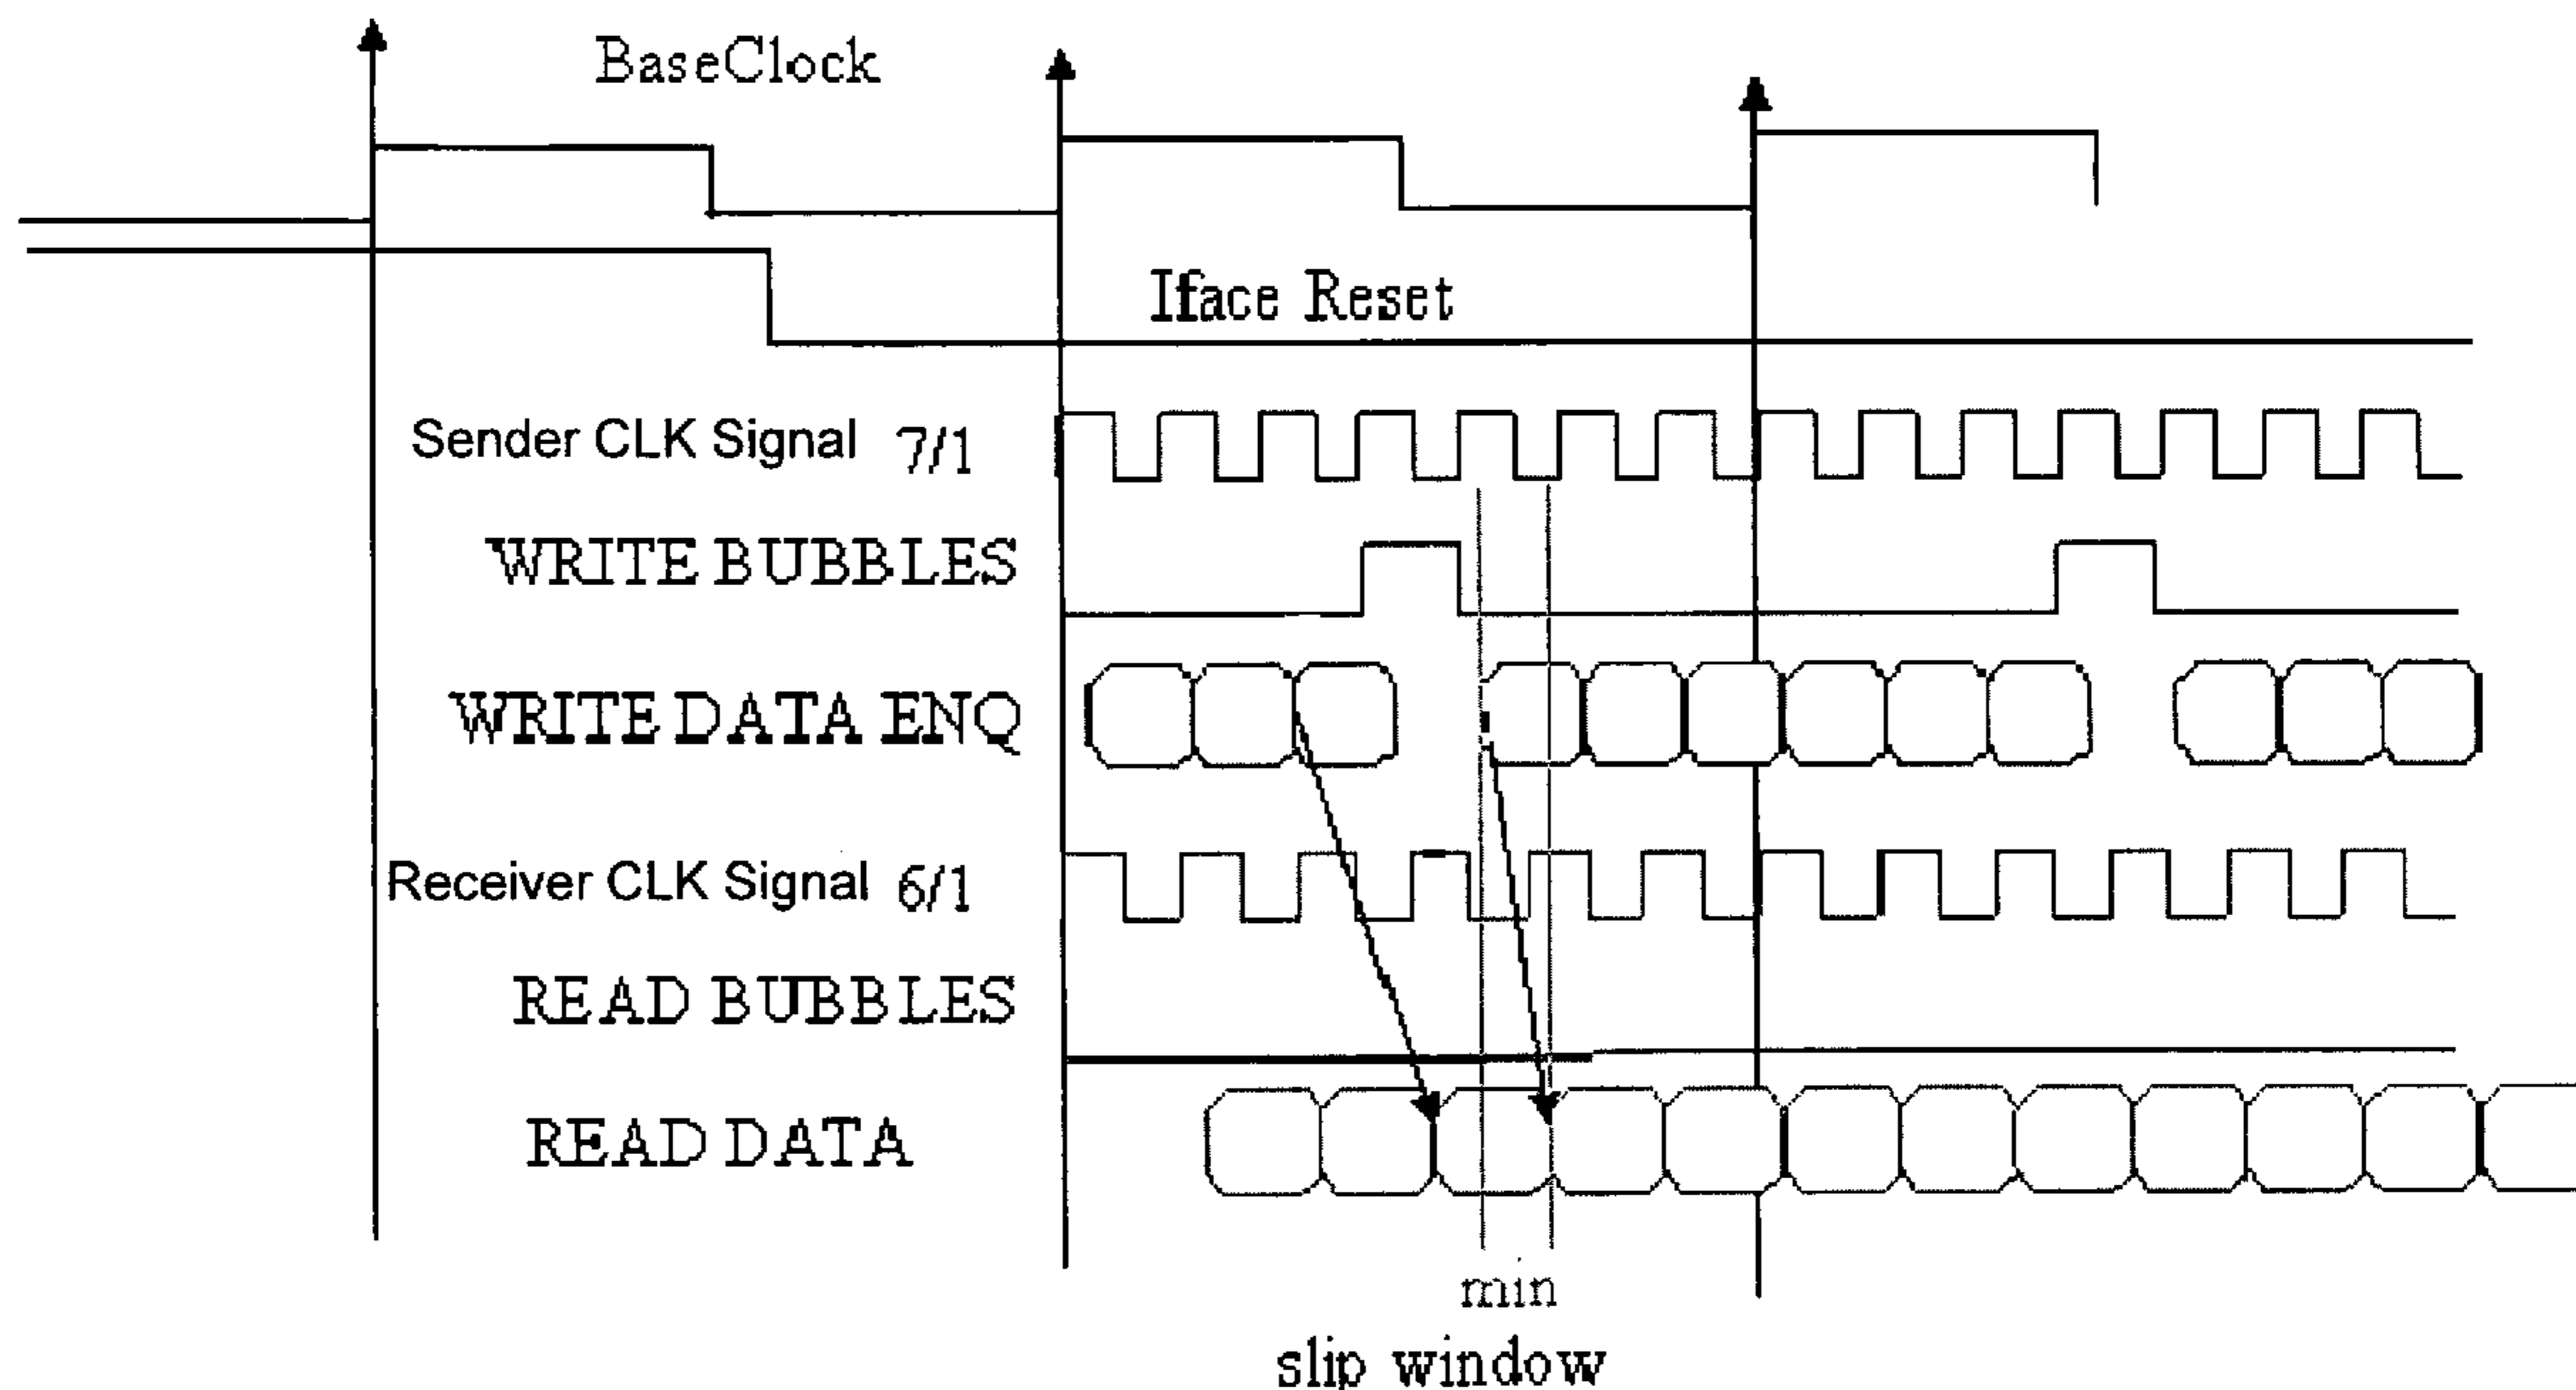 BaseClock
Iface Reset
Sender CLK Signal 7/1
WRITE BUBBLES
WRITE DATA ENQ
Receiver CLK Signal 6/1
READ BUBBLES
READ DATA
min
slip window